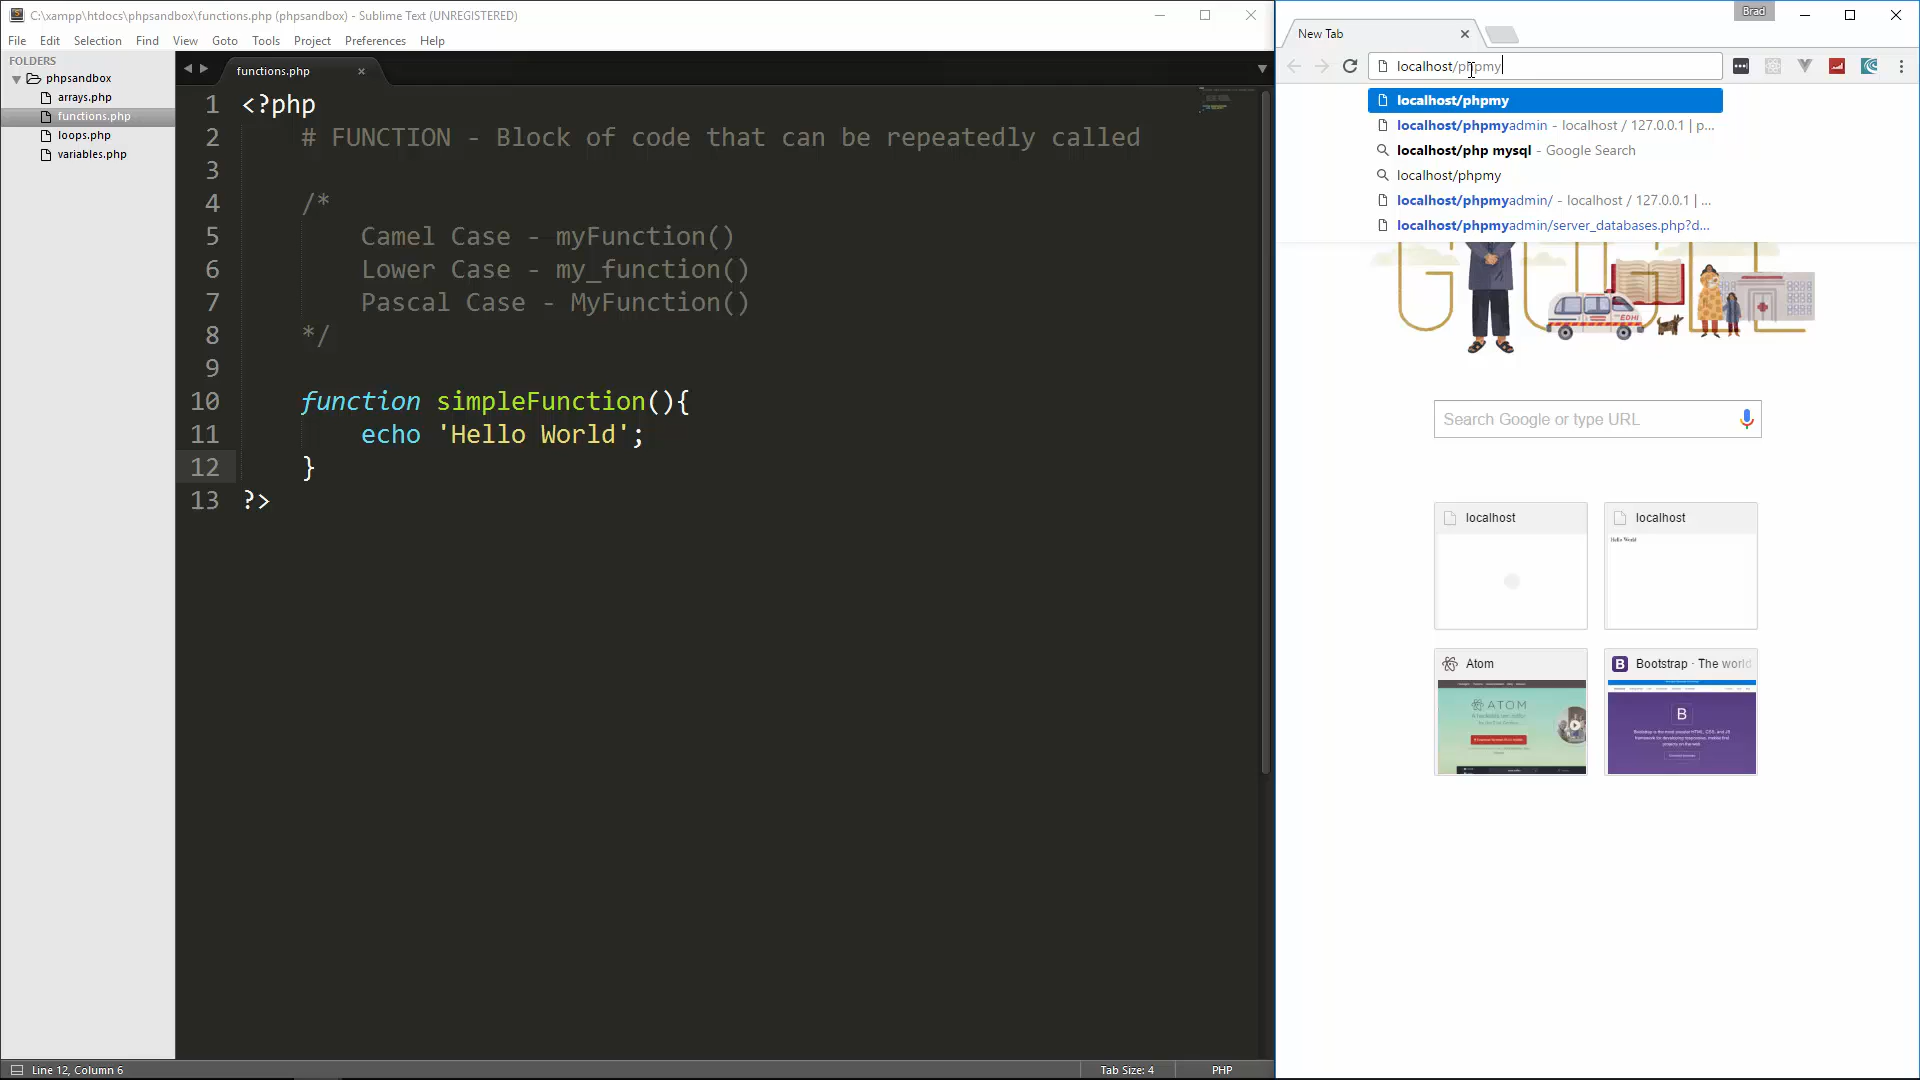 C:\xampp\htdocs\phpsandbox\functions.php (phpsandbox) - Sublime Text (UNREGISTERED)
File Edit Selection Find View Goto Tools Project Preferences Help
FOLDERS
phpsandbox
arrays.php
functions.php
loops.php
variables.php
functions.php
1 <?php
2 # FUNCTION - Block of code that can be repeatedly called
3
4 /*
5 Camel Case - myFunction()
6 Lower Case - my_function()
7 Pascal Case - MyFunction()
8 */
9
10 function simpleFunction(){
11 echo 'Hello World';
12 }
13 ?>
Line 12, Column 6
Tab Size: 4
PHP
Brad
New Tab
localhost/phpmy
localhost/phpmy
localhost/phpmyadmin - localhost / 127.0.0.1 | p...
localhost/php mysql - Google Search
localhost/phpmy
localhost/phpmyadmin/ - localhost / 127.0.0.1 | ...
localhost/phpmyadmin/server_databases.php?d...
EDHI
Search Google or type URL
localhost
localhost
Hello World
Atom
Bootstrap · The world
ATOM
B